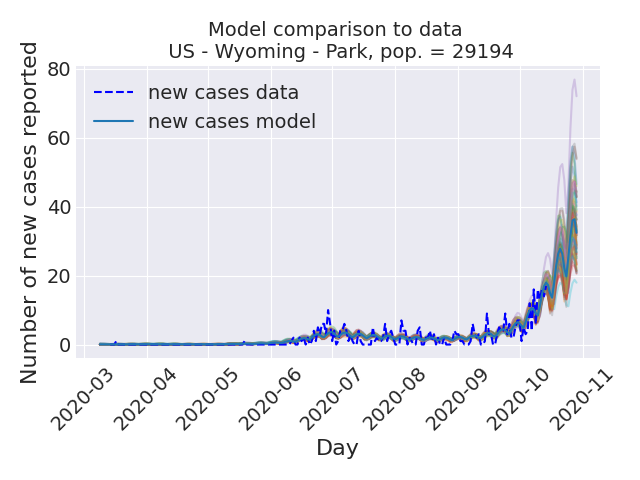 Model comparison to data
US - Wyoming - Park, pop. = 29194
Number of new cases reported
80
60
40
20
0
new cases data
new cases model
2020-03
2020-04
2020-05
2020-06
2020-07
2020-08
2020-09
2020-10
2020-11
Day